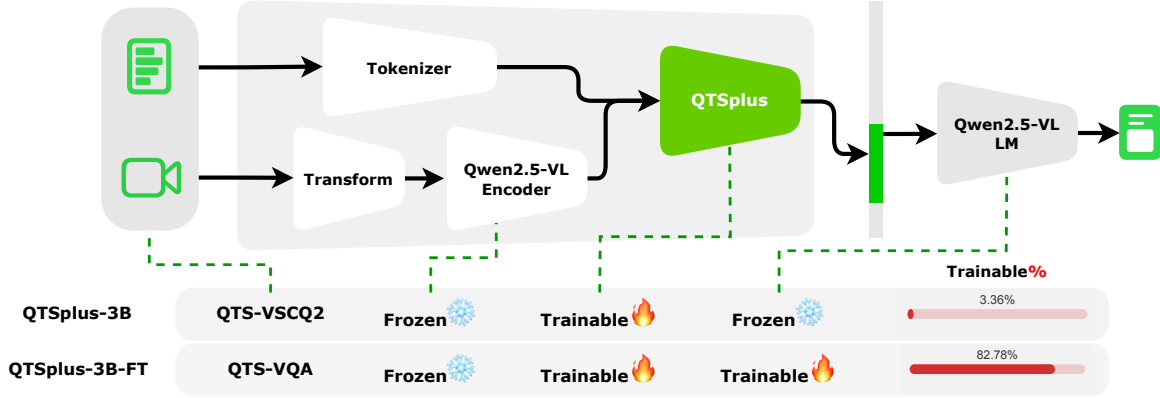 Tokenizer
QTSplus
Transform
Qwen2.5-VL
Encoder
Qwen2.5-VL
LM
Trainable%
QTSplus-3B
QTS-VSCQ2
Frozen
Trainable
Frozen
3.36%
QTSplus-3B-FT
QTS-VQA
Frozen
Trainable
Trainable
82.78%